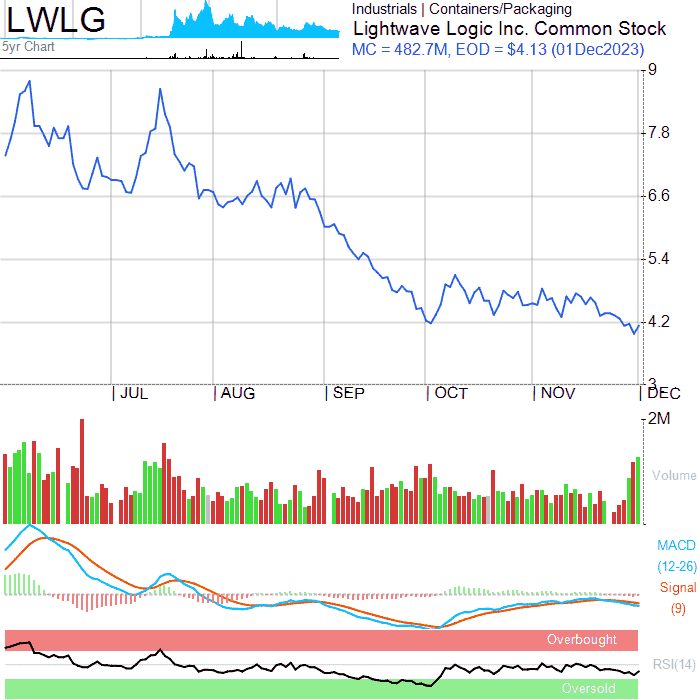 LWLG
Industrials | Containers/Packaging
Lightwave Logic Inc. Common Stock
5yr Chart
MC = 482.7M, EOD = $4.13 (01Dec2023)
9
7.8
6.6
5.4
4.2
3
JUL
AUG
SEP
OCT
NOV
DEC
2M
Volume
MACD
(12-26)
Signal
(9)
Overbought
RSI(14)
Oversold